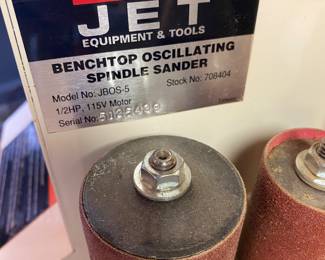 JET
EQUIPMENT & TOOLS
BENCHTOP OSCILLATING
SPINDLE SANDER
Model No: JBOS-5 Stock No: 708404
1/2HP, 115V Motor
Serial No: